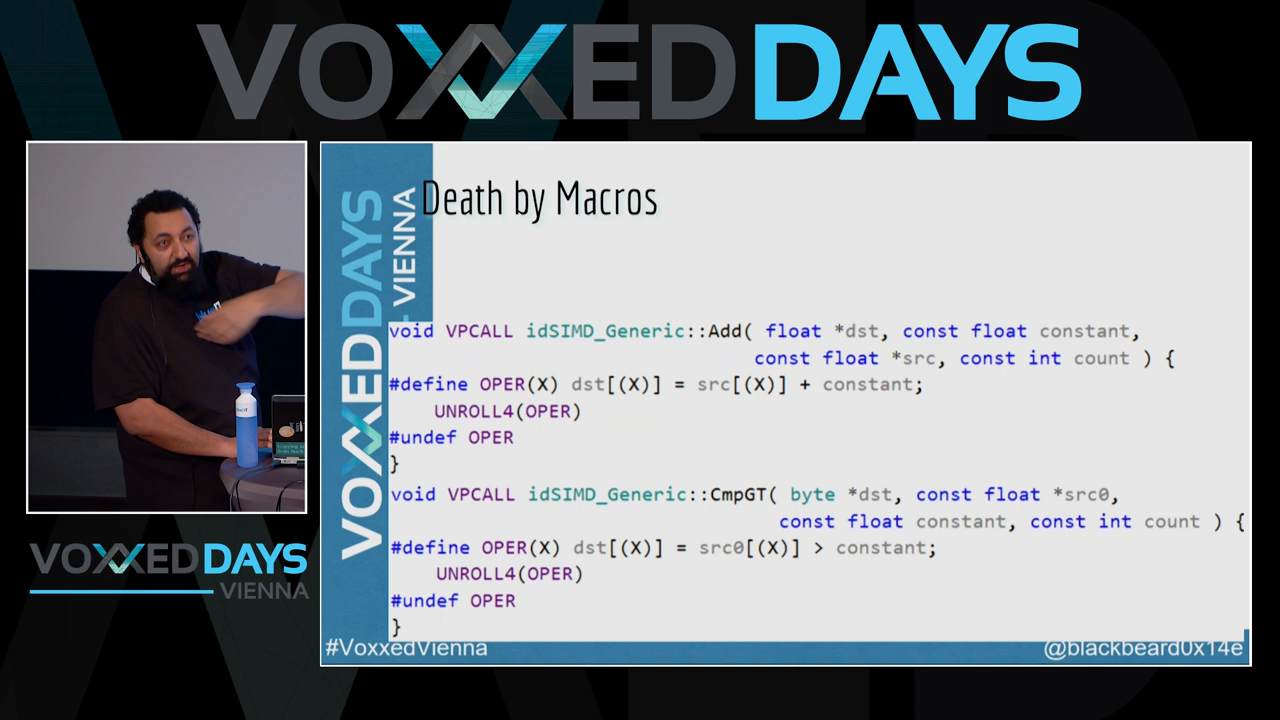 VOXXED DAYS
Death by Macros
VOXXED DAYS
VIENNA
void VPCALL idSIMD_Generic::Add( float *dst, const float constant,
const float *src, const int count ) {
#define OPER(X) dst[(X)] = src[(X)] + constant;
UNROLL4(OPER)
#undef OPER
}
void VPCALL idSIMD_Generic::CmpGT( byte *dst, const float *src0,
const float constant, const int count ) {
#define OPER(X) dst[(X)] = src0[(X)] > constant;
UNROLL4(OPER)
#undef OPER
}
#VoxxedVienna
@blackbeard0x14e
VOXXED DAYS
VIENNA